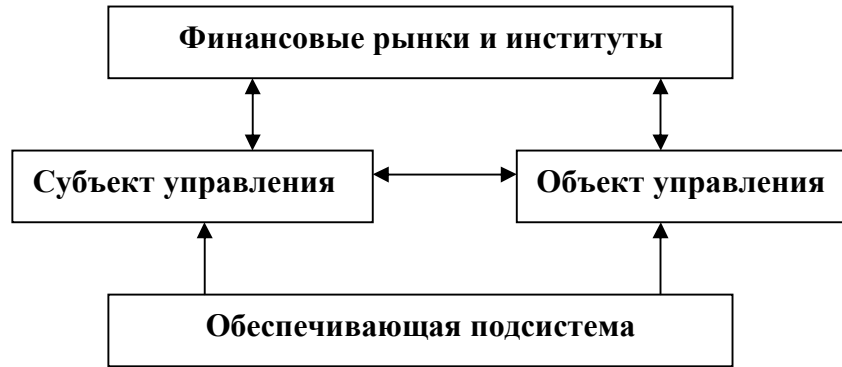 Финансовые рынки и институты
Субъект управления
Объект управления
Обеспечивающая подсистема